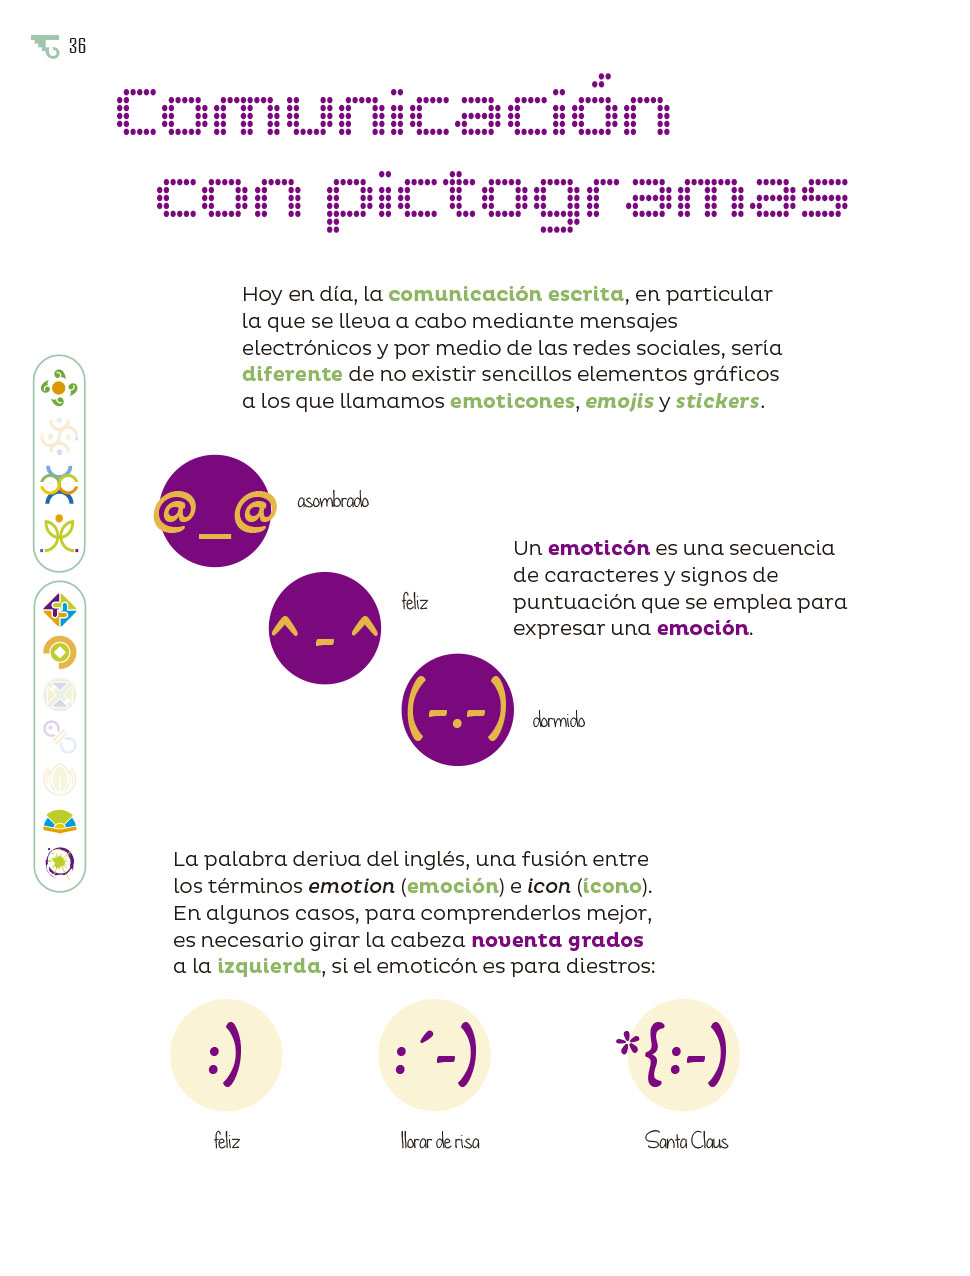 36
Comunicación
con pictogramas
Hoy en día, la comunicación escrita, en particular
la que se lleva a cabo mediante mensajes
electrónicos y por medio de las redes sociales, sería
diferente de no existir sencillos elementos gráficos
a los que llamamos emoticones, emojis y stickers.
@_@
asombrado
^-^
feliz
(-.-)
dormido
Un emoticón es una secuencia
de caracteres y signos de
puntuación que se emplea para
expresar una emoción.
La palabra deriva del inglés, una fusión entre
los términos emotion (emoción) e icon (ícono).
En algunos casos, para comprenderlos mejor,
es necesario girar la cabeza noventa grados
a la izquierda, si el emoticón es para diestros:
:)
feliz
:´-)
llorar de risa
*{:-)
Santa Claus